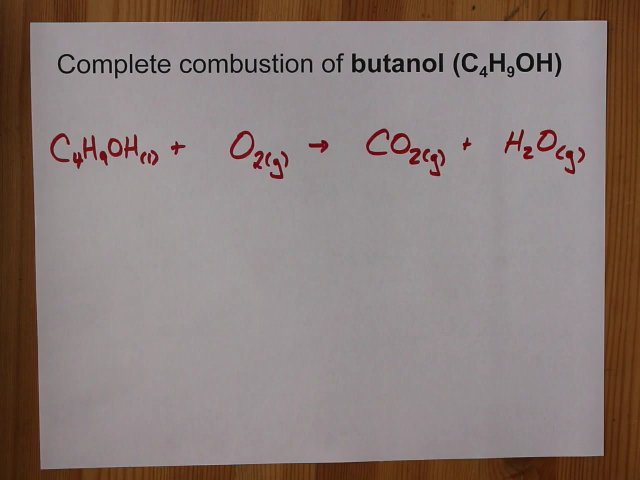 Complete combustion of butanol (C₄H₉OH)
C₄H₉OH(l) + O₂(g) → CO₂(g) + H₂O(g)